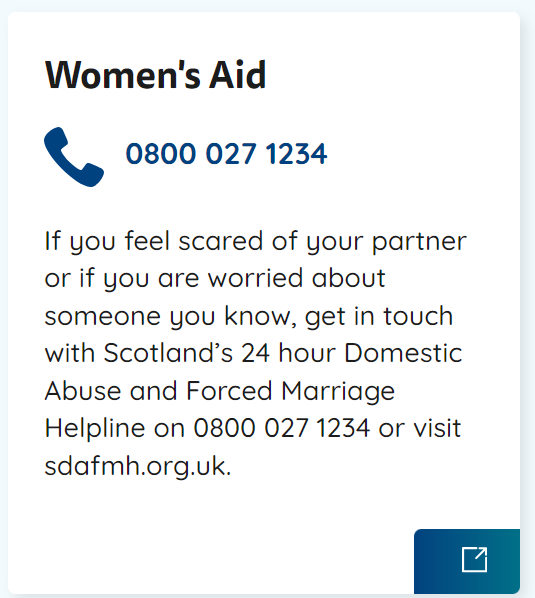 Women's Aid
0800 027 1234
If you feel scared of your partner
or if you are worried about
someone you know, get in touch
with Scotland’s 24 hour Domestic
Abuse and Forced Marriage
Helpline on 0800 027 1234 or visit
sdafmh.org.uk.